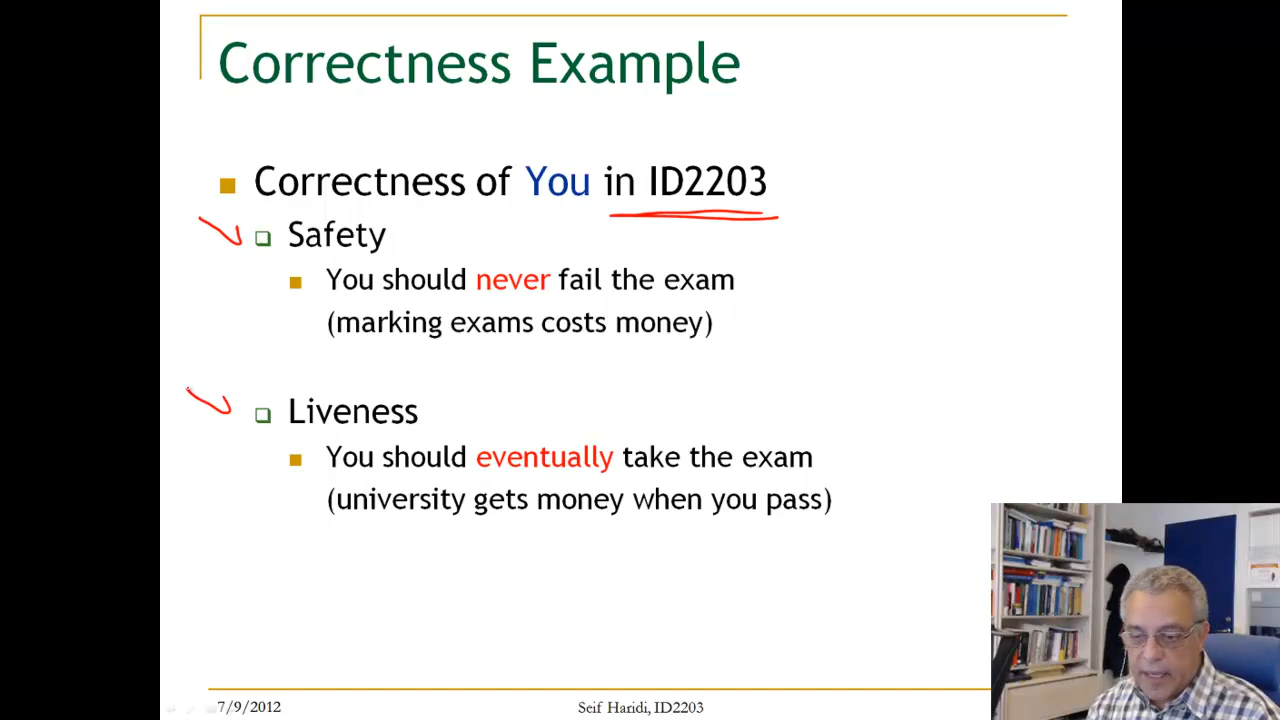 Correctness Example
Correctness of You in ID2203
Safety
You should never fail the exam
(marking exams costs money)
Liveness
You should eventually take the exam
(university gets money when you pass)
7/9/2012
Seif Haridi, ID2203